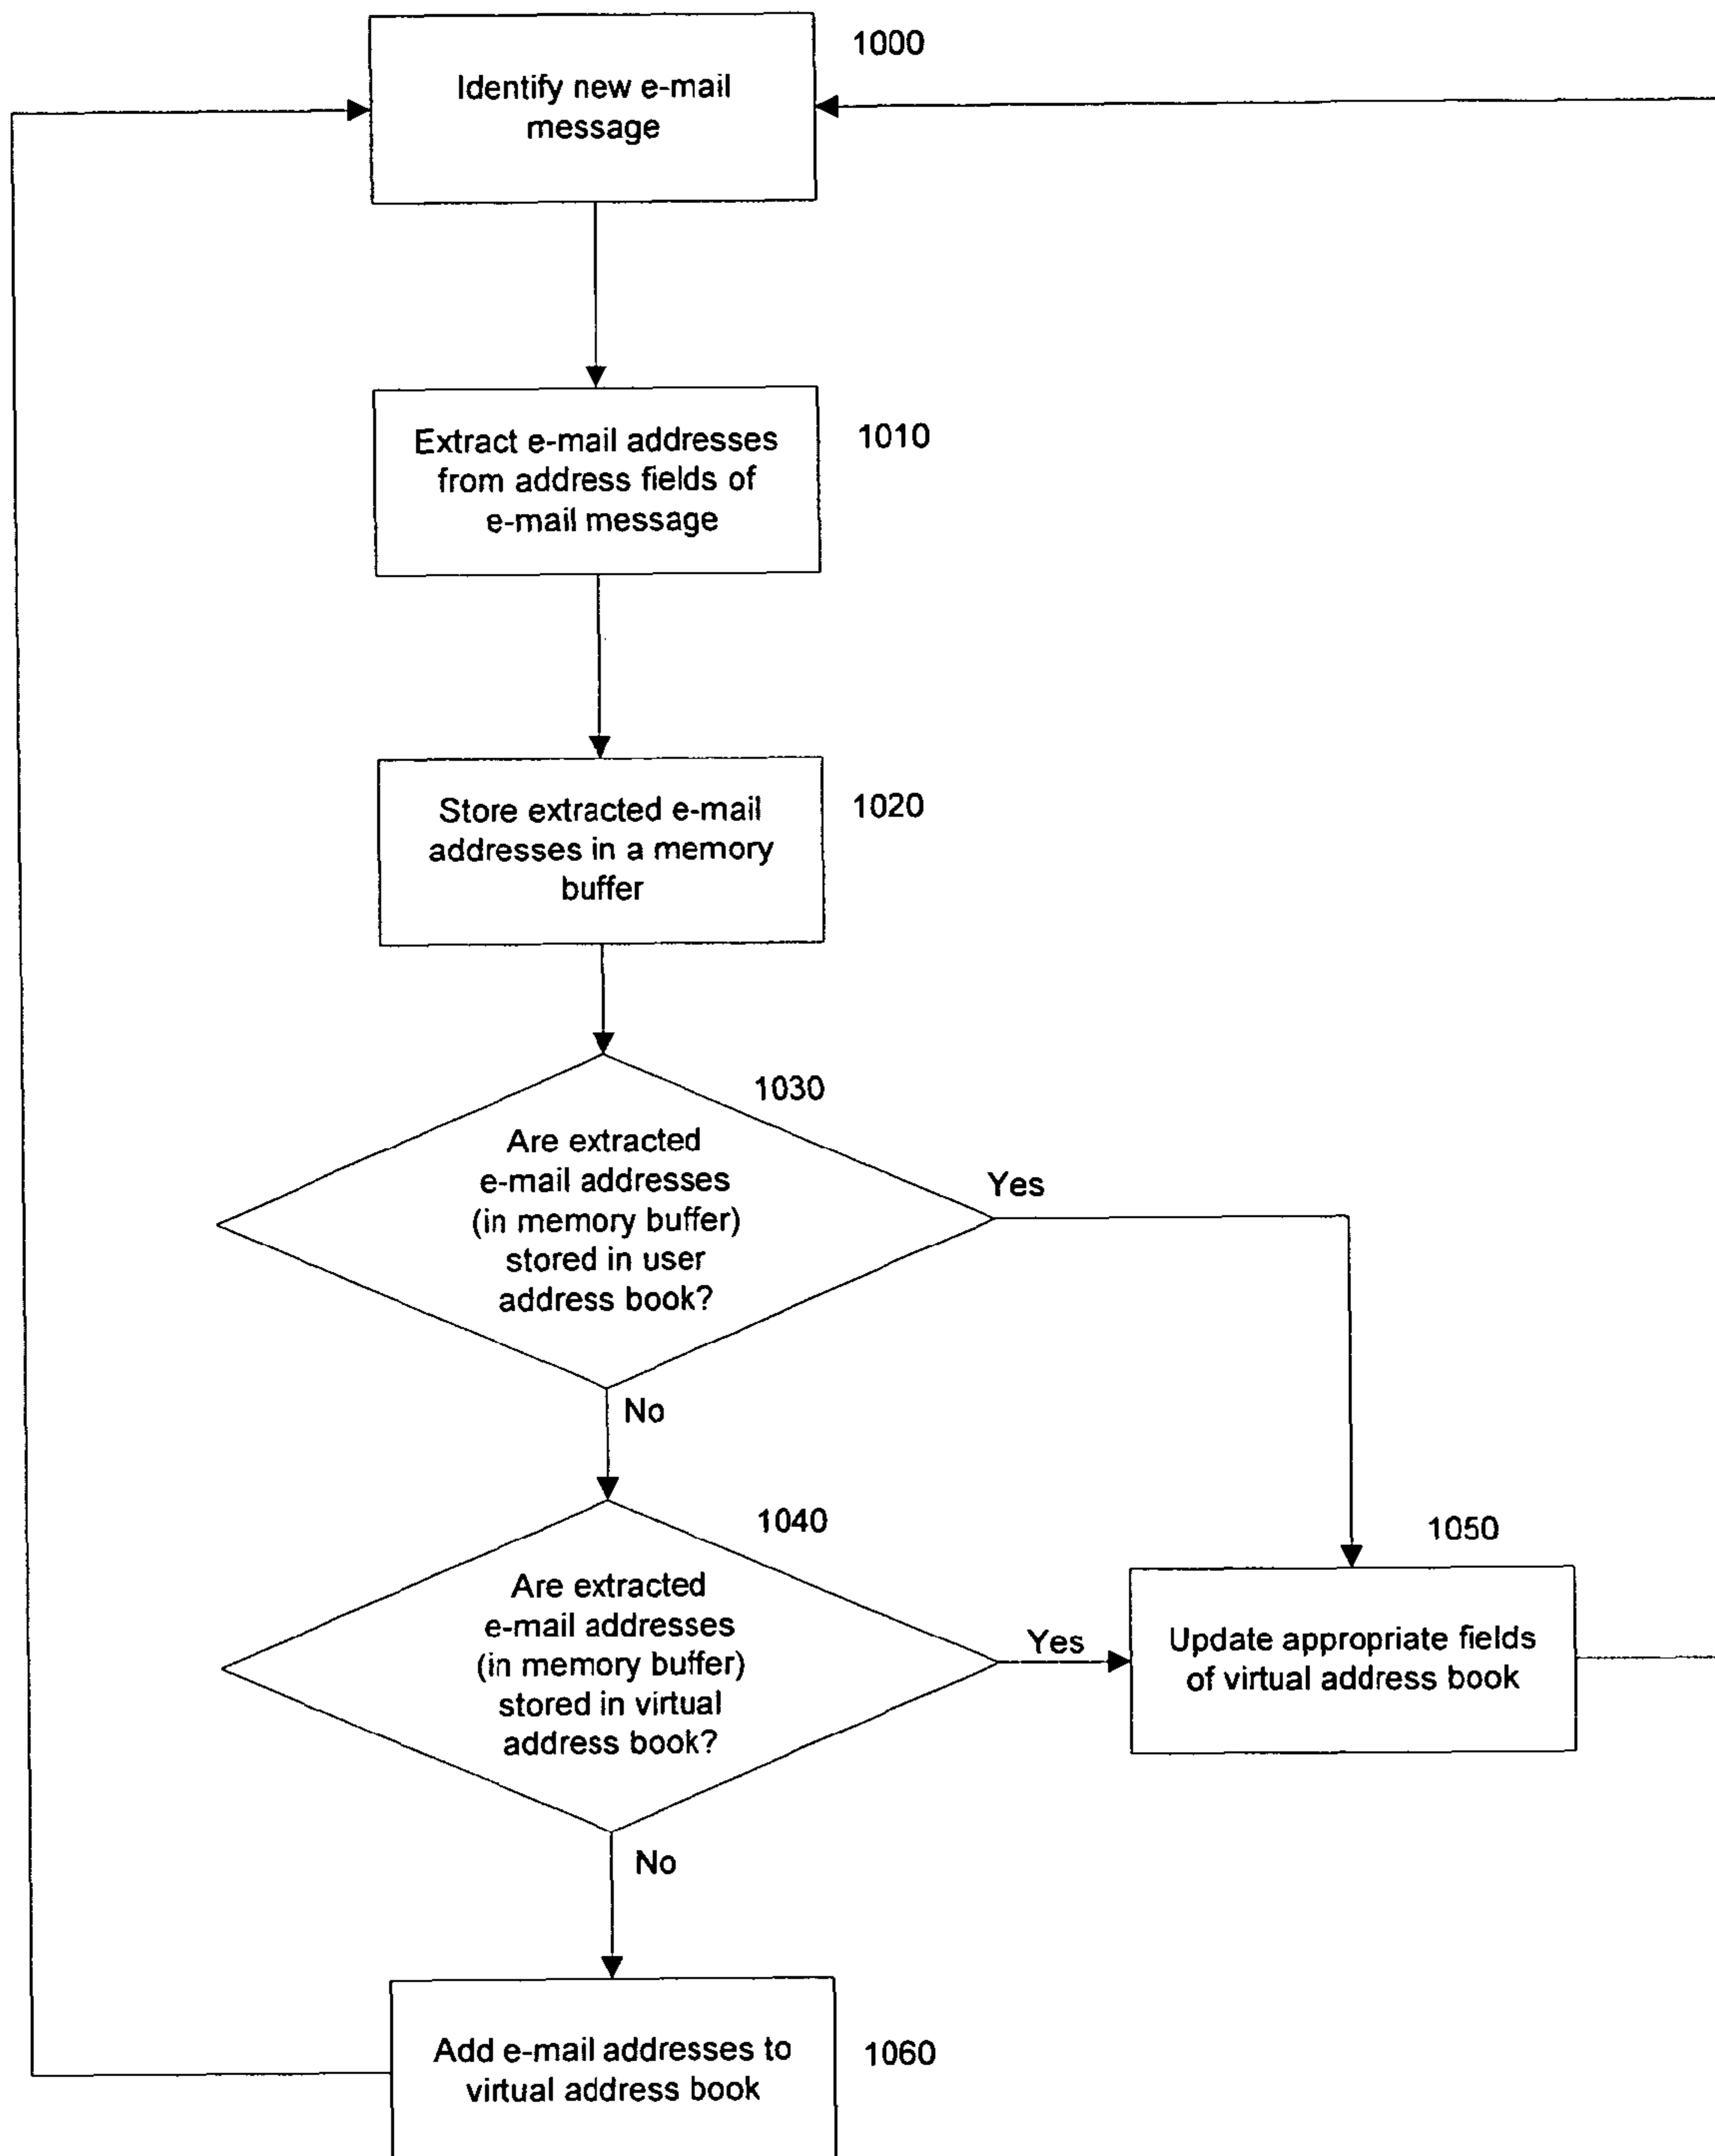 1000
Identify new e-mail
message
1010
Extract e-mail addresses
from address fields of
e-mail message
1020
Store extracted e-mail
addresses in a memory
buffer
1030
Are extracted
e-mail addresses
(in memory buffer)
stored in user
address book?
Yes
No
1040
Are extracted
e-mail addresses
(in memory buffer)
stored in virtual
address book?
Yes
1050
Update appropriate fields
of virtual address book
No
Add e-mail addresses to
virtual address book
1060